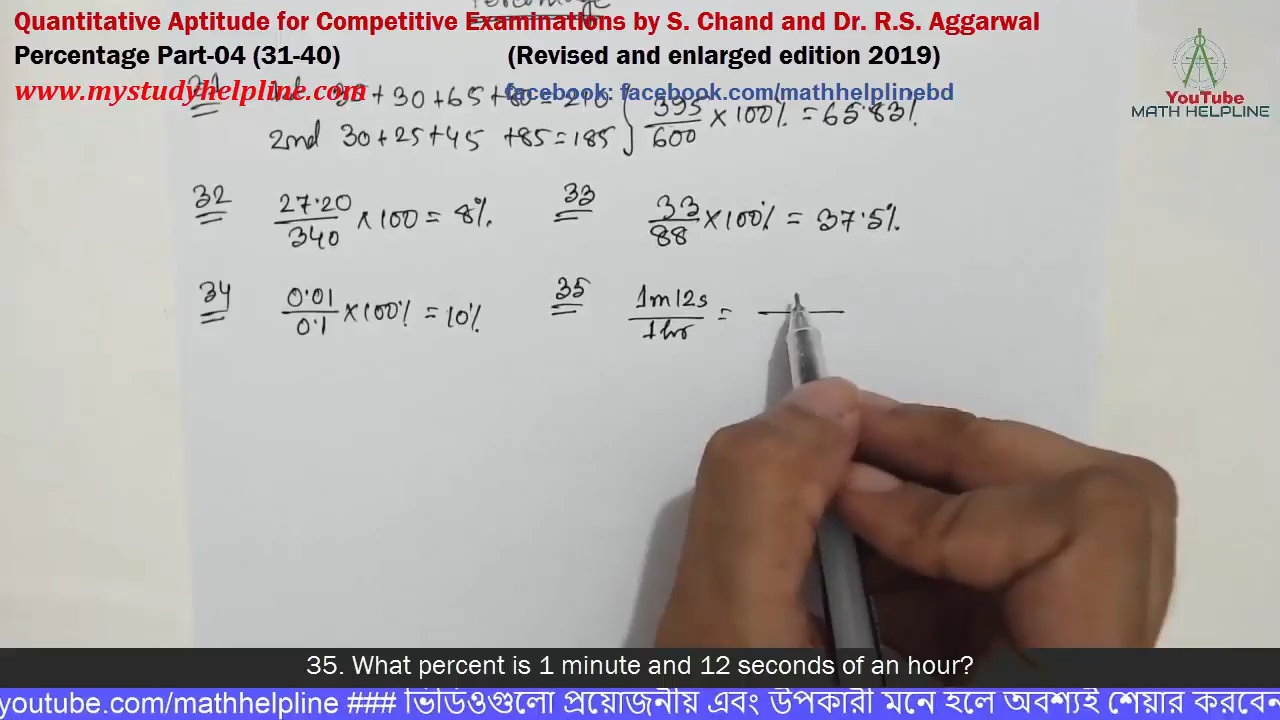 Percentage
Quantitative Aptitude for Competitive Examinations by S. Chand and Dr. R.S. Aggarwal
Percentage Part-04 (31-40) (Revised and enlarged edition 2019)
www.mystudyhelpline.com facebook: facebook.com/mathhelplinebd
YouTube
MATH HELPLINE
+ 30 + 65 + 80 = 210 } 395/600 × 100% = 65.83%
2nd 30 + 25 + 45 + 85 = 185
32 27.20/340 × 100 = 8% 33 33/88 × 100% = 37.5%
34 0.01/0.1 × 100% = 10% 35 1m12s/1hr =
35. What percent is 1 minute and 12 seconds of an hour?
youtube.com/mathhelpline ### ভিডিওগুলো প্রয়োজনীয় এবং উপকারী মনে হলে অবশ্যই শেয়ার করবেন